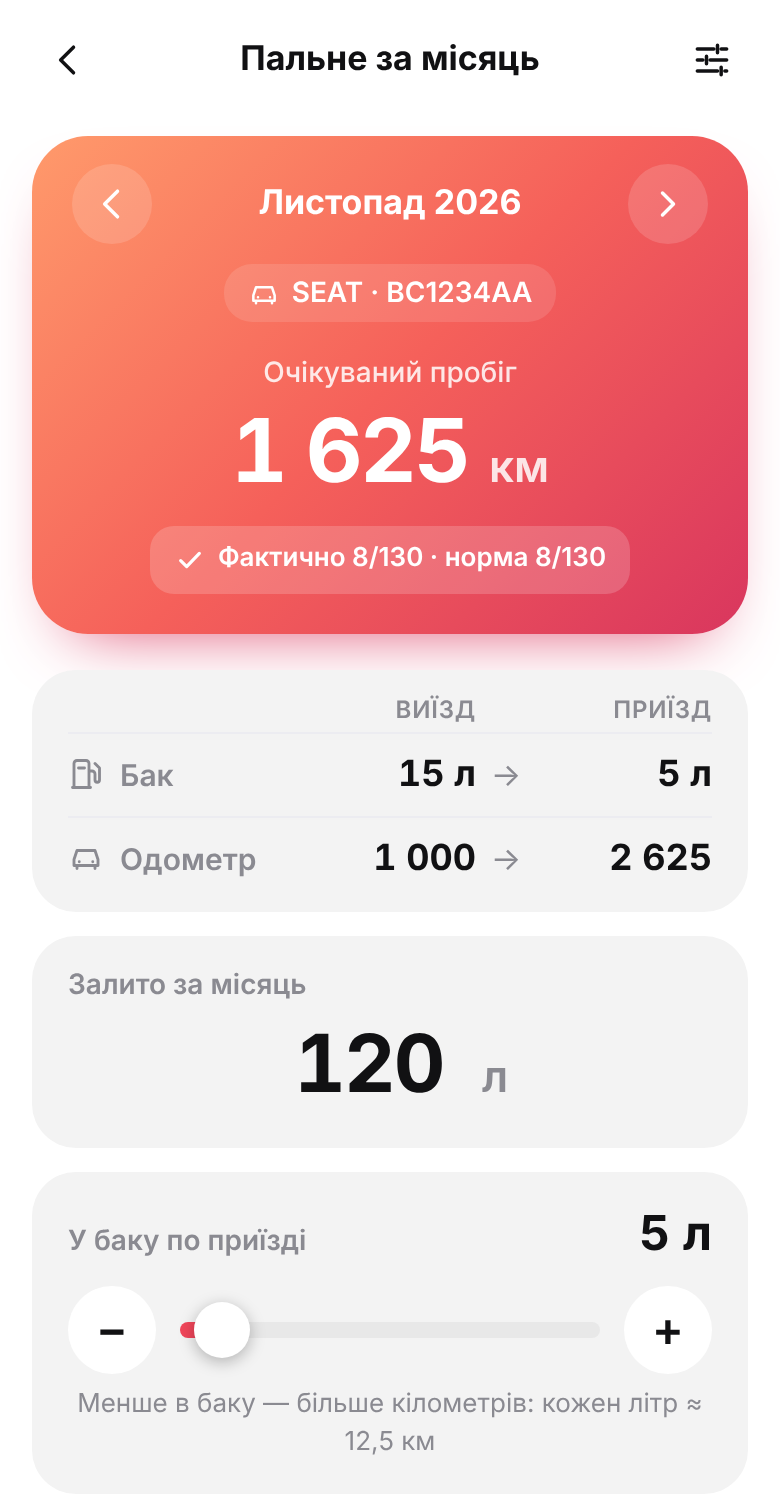 Пальне за місяць
Листопад 2026
SEAT · BC1234AA
Очікуваний пробіг
1 625 км
Фактично 8/130 · норма 8/130
ВИЇЗД ПРИЇЗД
Бак 15 л → 5 л
Одометр 1 000 → 2 625
Залито за місяць
120 л
У баку по приїзді 5 л
− +
Менше в баку — більше кілометрів: кожен літр ≈
12,5 км